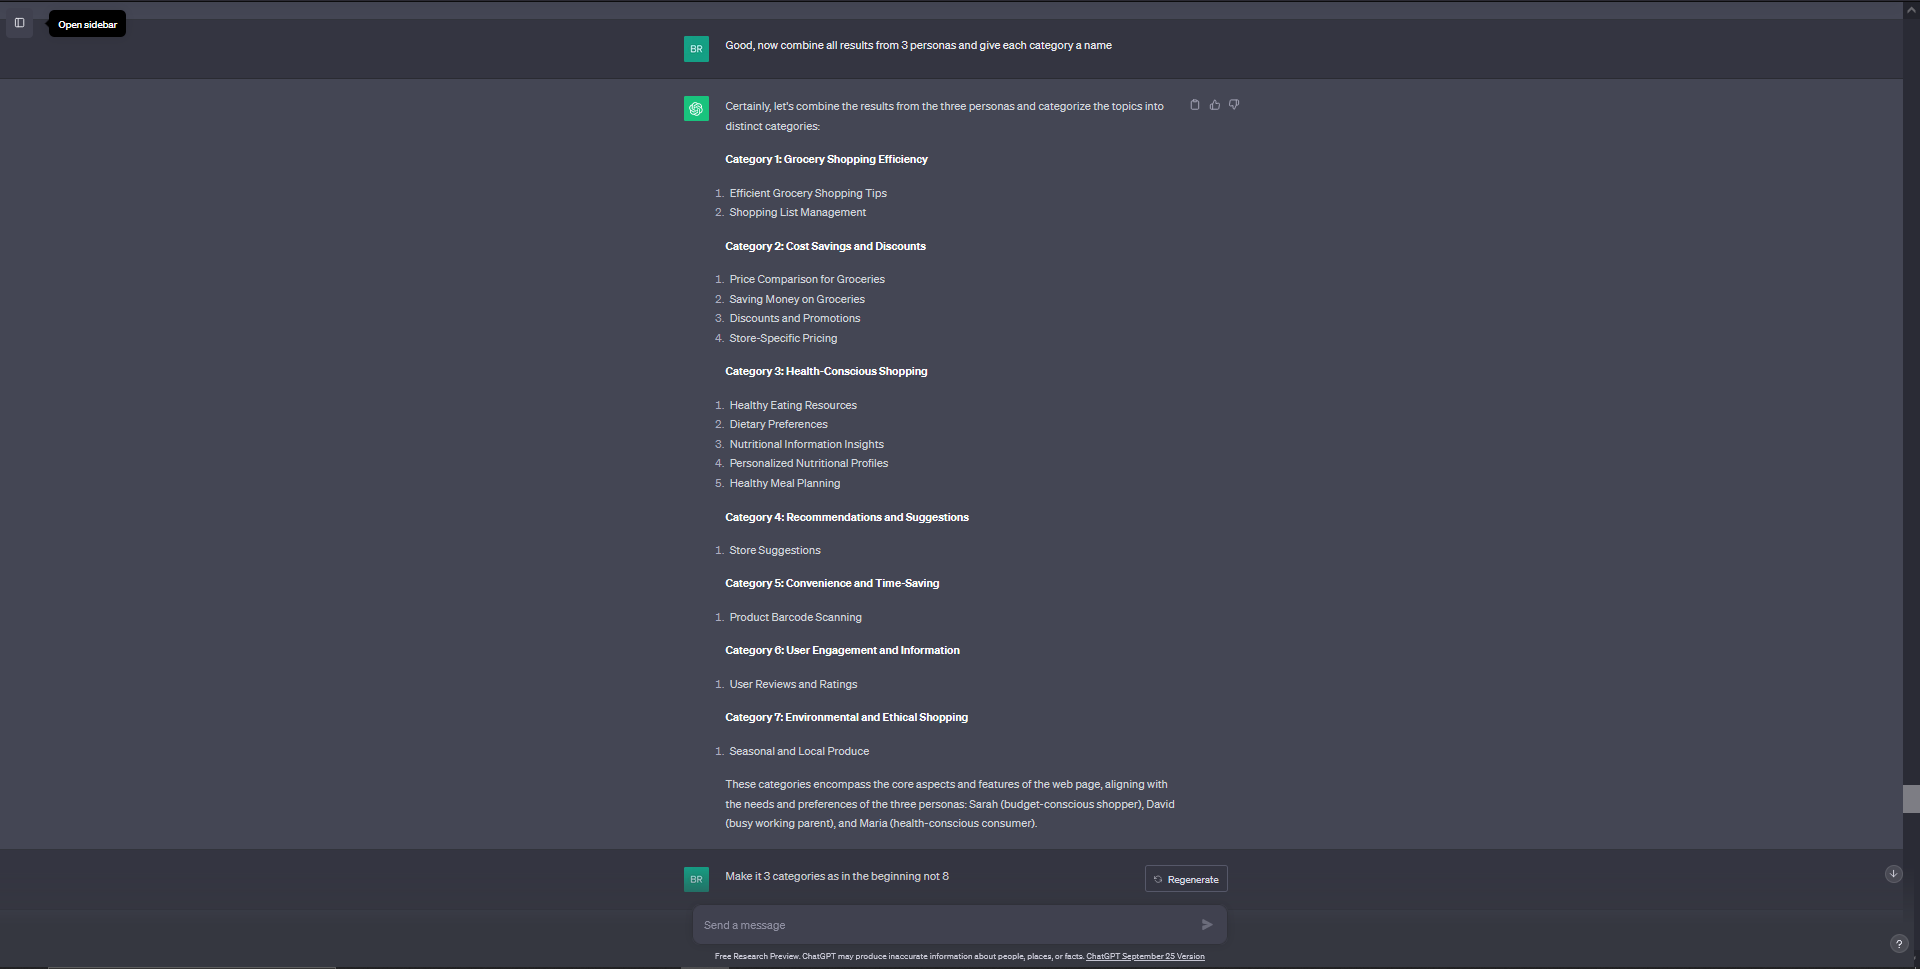 Open sidebar
BR
Good, now combine all results from 3 personas and give each category a name
Certainly, let's combine the results from the three personas and categorize the topics into
distinct categories:
Category 1: Grocery Shopping Efficiency
1. Efficient Grocery Shopping Tips
2. Shopping List Management
Category 2: Cost Savings and Discounts
1. Price Comparison for Groceries
2. Saving Money on Groceries
3. Discounts and Promotions
4. Store-Specific Pricing
Category 3: Health-Conscious Shopping
1. Healthy Eating Resources
2. Dietary Preferences
3. Nutritional Information Insights
4. Personalized Nutritional Profiles
5. Healthy Meal Planning
Category 4: Recommendations and Suggestions
1. Store Suggestions
Category 5: Convenience and Time-Saving
1. Product Barcode Scanning
Category 6: User Engagement and Information
1. User Reviews and Ratings
Category 7: Environmental and Ethical Shopping
1. Seasonal and Local Produce
These categories encompass the core aspects and features of the web page, aligning with
the needs and preferences of the three personas: Sarah (budget-conscious shopper), David
(busy working parent), and Maria (health-conscious consumer).
BR
Make it 3 categories as in the beginning not 8
Regenerate
Send a message
Free Research Preview. ChatGPT may produce inaccurate information about people, places, or facts. ChatGPT September 25 Version
?